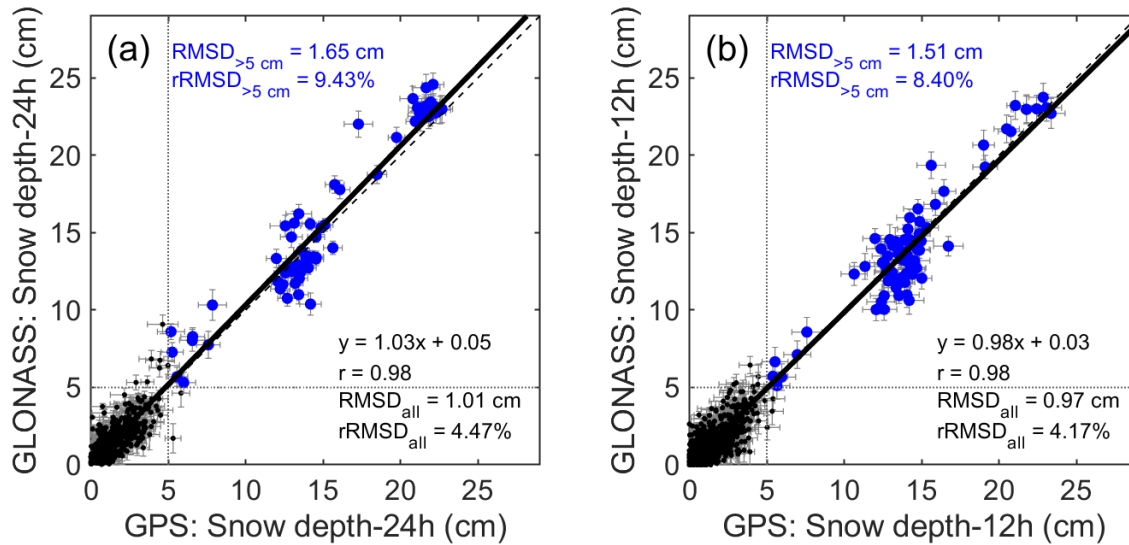 (a)
RMSD>5 cm = 1.65 cm
rRMSD>5 cm = 9.43%
y = 1.03x + 0.05
r = 0.98
RMSDall = 1.01 cm
rRMSDall = 4.47%
GLONASS: Snow depth-24h (cm)
25
20
15
10
5
0
0 5 10 15 20 25
GPS: Snow depth-24h (cm)
(b)
RMSD>5 cm = 1.51 cm
rRMSD>5 cm = 8.40%
y = 0.98x + 0.03
r = 0.98
RMSDall = 0.97 cm
rRMSDall = 4.17%
GLONASS: Snow depth-12h (cm)
25
20
15
10
5
0
0 5 10 15 20 25
GPS: Snow depth-12h (cm)